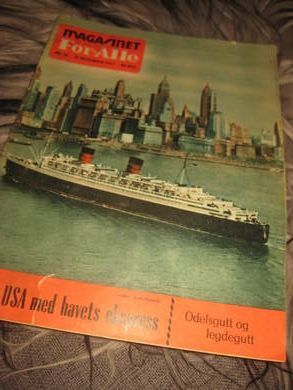 MAGASINET
For Alle
USA med havets ekspress
Odelsgutt og
legdegutt